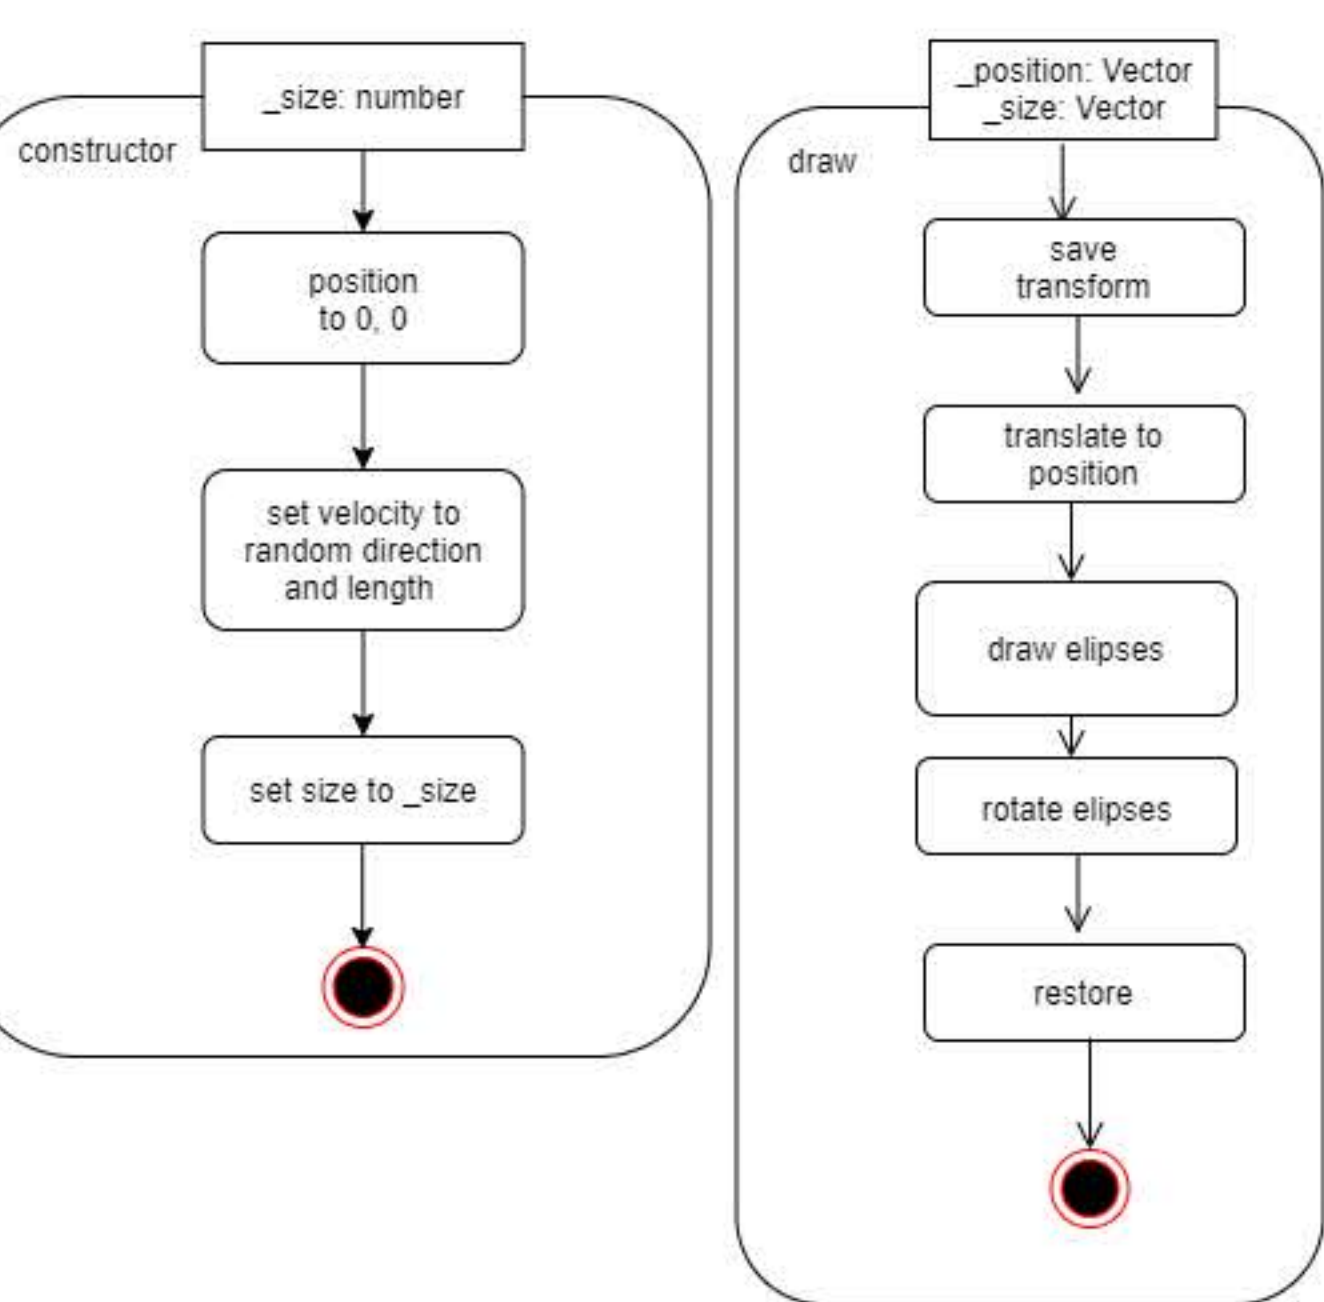 _size: number
constructor
position
to 0, 0
set velocity to
random direction
and length
set size to _size
_position: Vector
_size: Vector
draw
save
transform
translate to
position
draw elipses
rotate elipses
restore